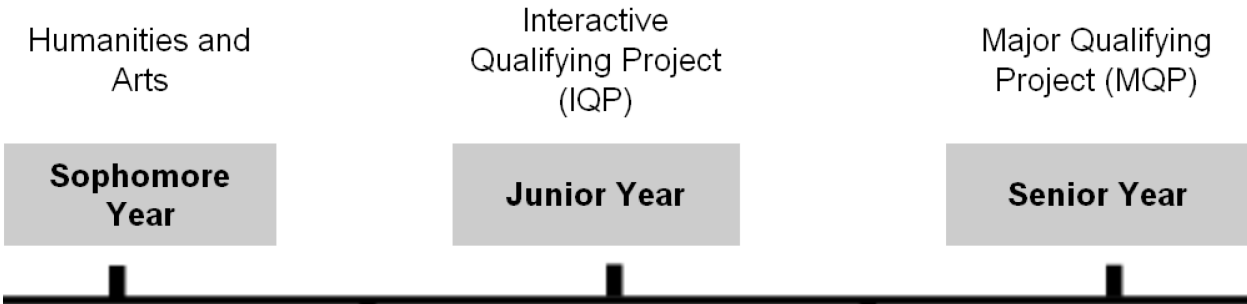 Humanities and
Arts
Interactive
Qualifying Project
(IQP)
Major Qualifying
Project (MQP)
Sophomore
Year
Junior Year
Senior Year